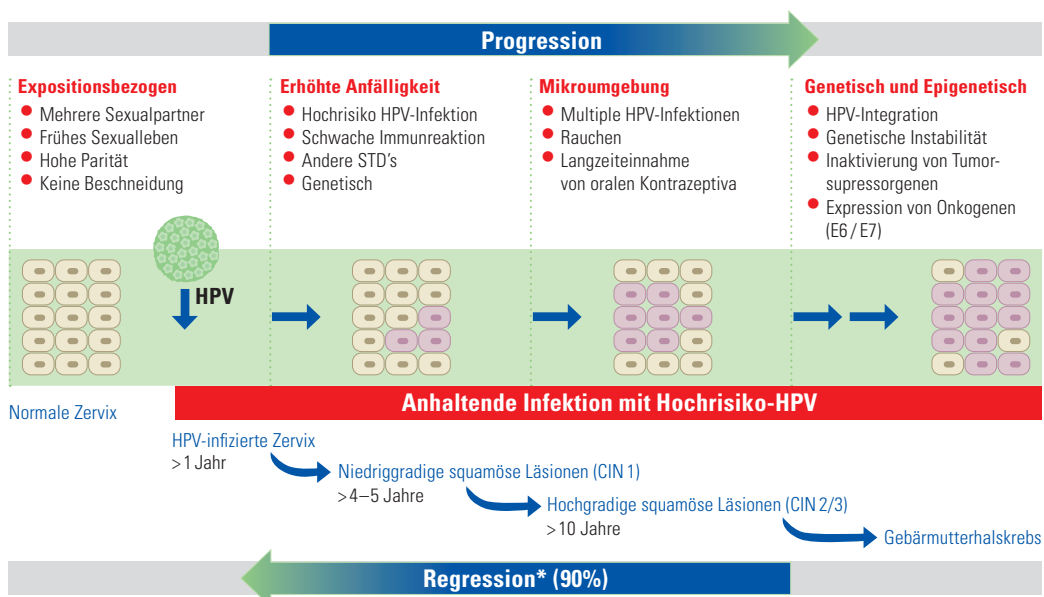 Progression
Expositionsbezogen
Mehrere Sexualpartner
Frühes Sexualleben
Hohe Parität
Keine Beschneidung
Erhöhte Anfälligkeit
Hochrisiko HPV-Infektion
Schwache Immunreaktion
Andere STD's
Genetisch
Mikroumgebung
Multiple HPV-Infektionen
Rauchen
Langzeiteinnahme
von oralen Kontrazeptiva
Genetisch und Epigenetisch
HPV-Integration
Genetische Instabilität
Inaktivierung von Tumor-
supressorgenen
Expression von Onkogenen
(E6 / E7)
HPV
Anhaltende Infektion mit Hochrisiko-HPV
Normale Zervix
HPV-infizierte Zervix
>1 Jahr
Niedriggradige squamöse Läsionen (CIN 1)
>4–5 Jahre
Hochgradige squamöse Läsionen (CIN 2/3)
>10 Jahre
Gebärmutterhalskrebs
Regression* (90%)